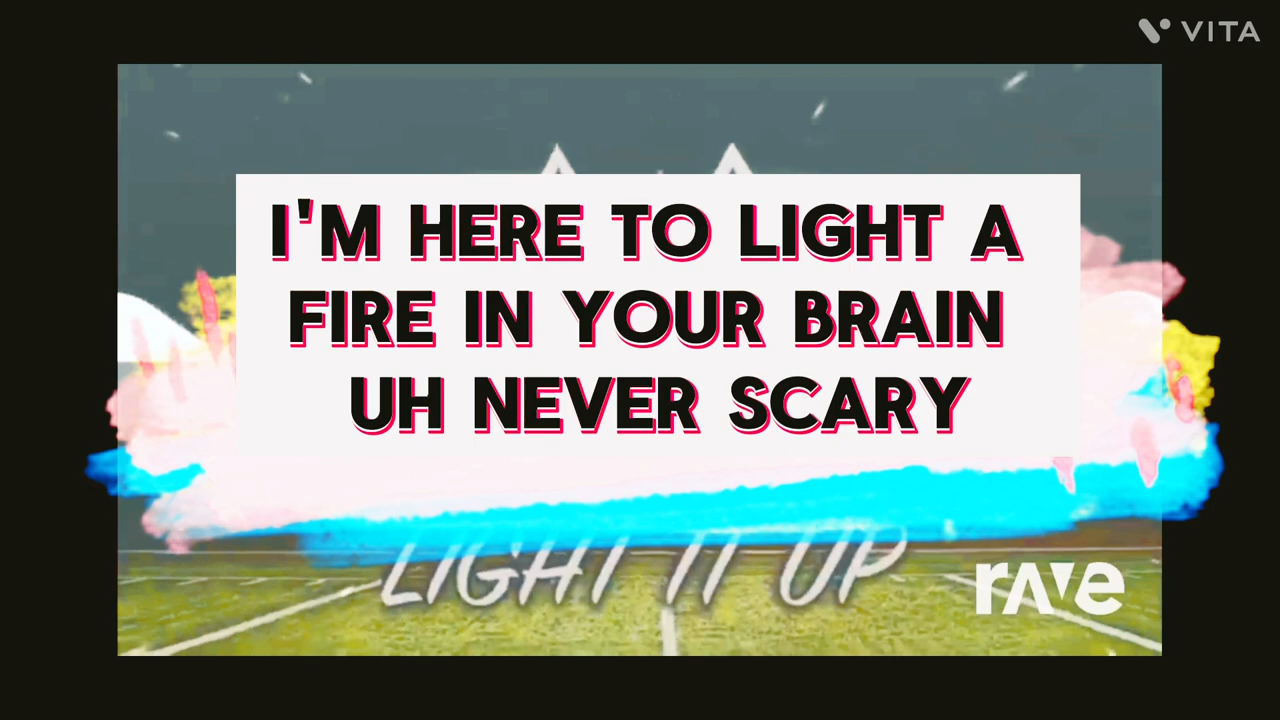 VITA
I'M HERE TO LIGHT A
FIRE IN YOUR BRAIN
UH NEVER SCARY
LIGHT IT UP
rave